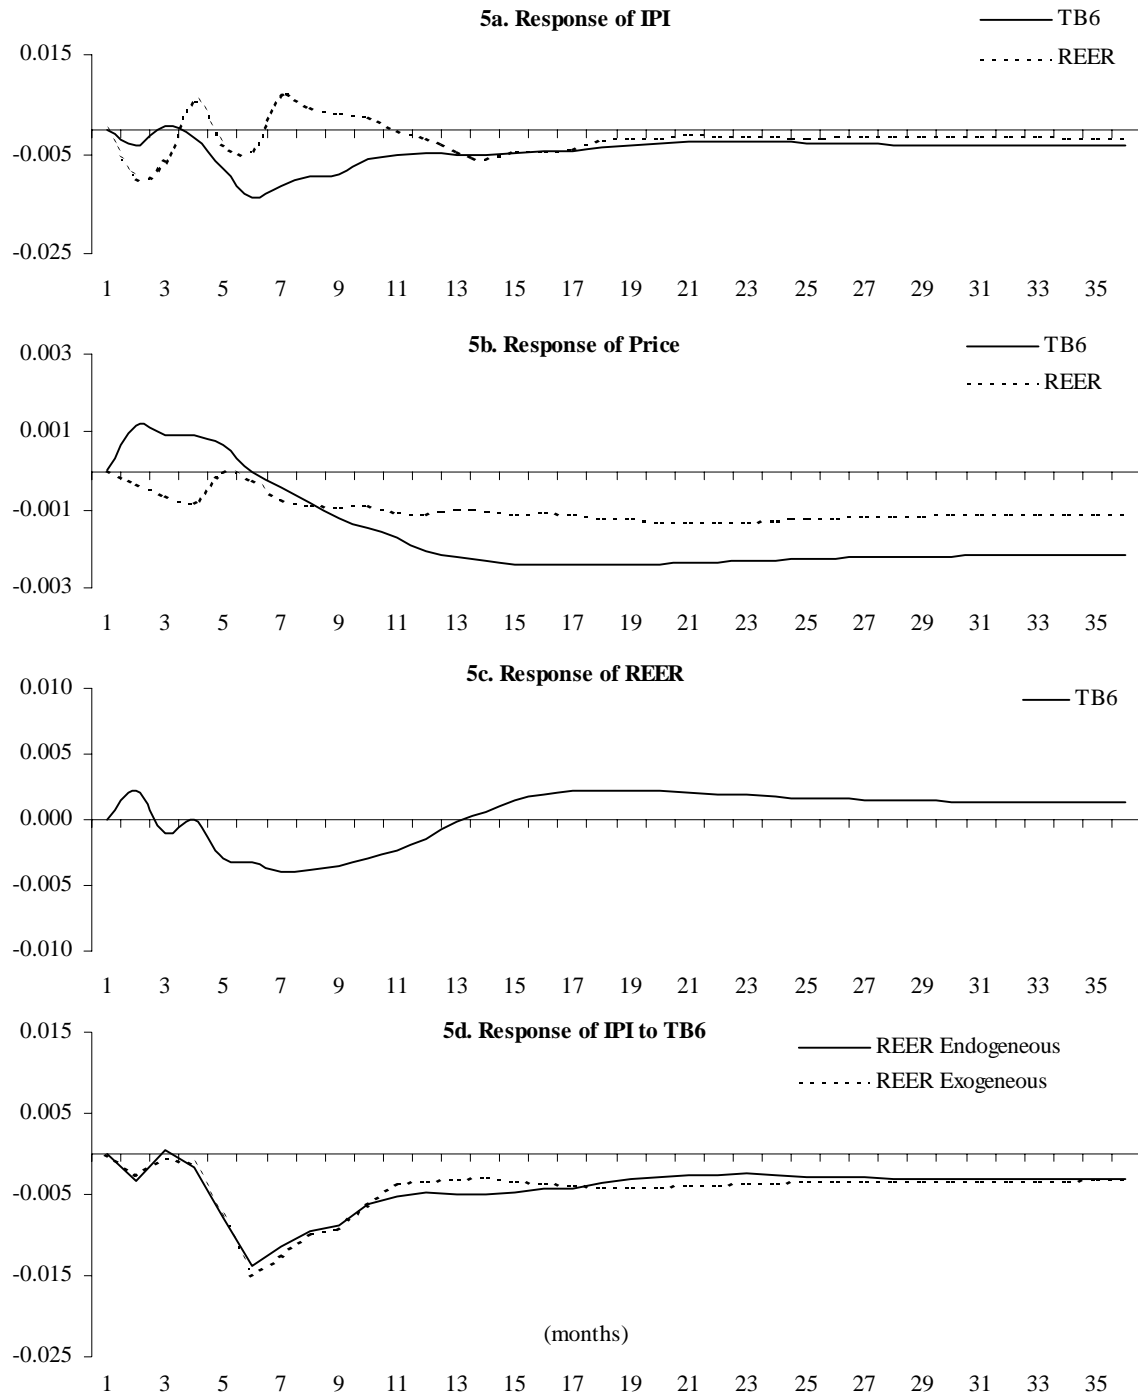 5a. Response of IPI
TB6
REER
0.015
-0.005
-0.025
1 3 5 7 9 11 13 15 17 19 21 23 25 27 29 31 33 35
5b. Response of Price
TB6
REER
0.003
0.001
-0.001
-0.003
1 3 5 7 9 11 13 15 17 19 21 23 25 27 29 31 33 35
5c. Response of REER
TB6
0.010
0.005
0.000
-0.005
-0.010
1 3 5 7 9 11 13 15 17 19 21 23 25 27 29 31 33 35
5d. Response of IPI to TB6
REER Endogeneous
REER Exogeneous
0.015
0.005
-0.005
-0.015
-0.025
(months)
1 3 5 7 9 11 13 15 17 19 21 23 25 27 29 31 33 35